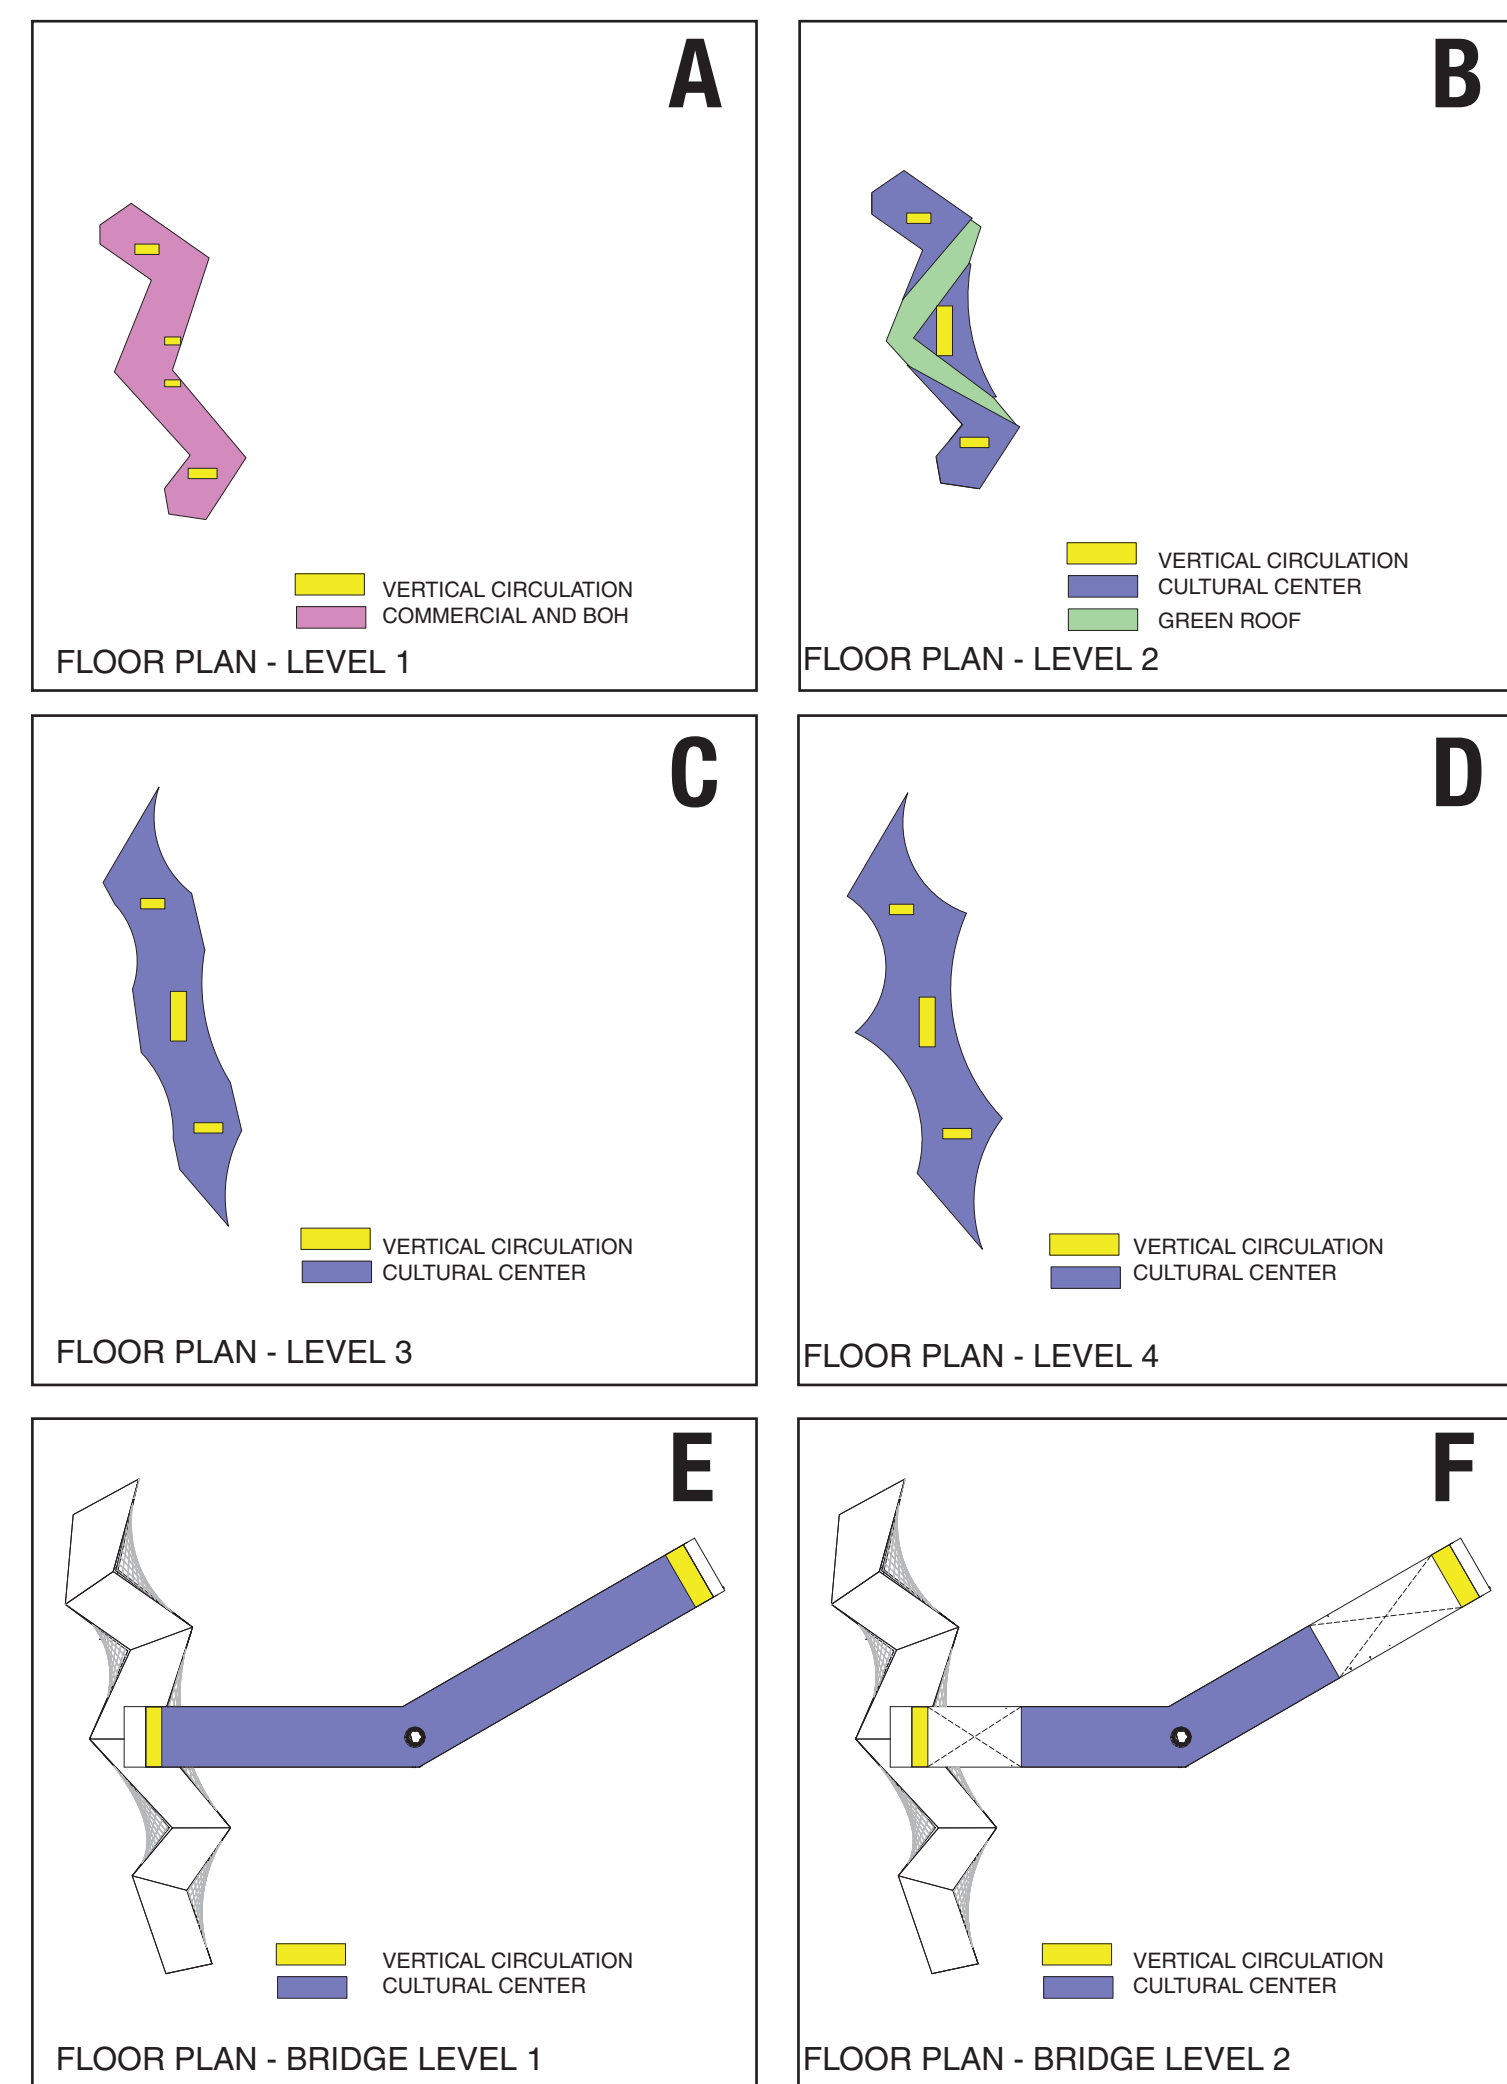 A
VERTICAL CIRCULATION
COMMERCIAL AND BOH
FLOOR PLAN - LEVEL 1
B
VERTICAL CIRCULATION
CULTURAL CENTER
GREEN ROOF
FLOOR PLAN - LEVEL 2
C
VERTICAL CIRCULATION
CULTURAL CENTER
FLOOR PLAN - LEVEL 3
D
VERTICAL CIRCULATION
CULTURAL CENTER
FLOOR PLAN - LEVEL 4
E
VERTICAL CIRCULATION
CULTURAL CENTER
FLOOR PLAN - BRIDGE LEVEL 1
F
VERTICAL CIRCULATION
CULTURAL CENTER
FLOOR PLAN - BRIDGE LEVEL 2